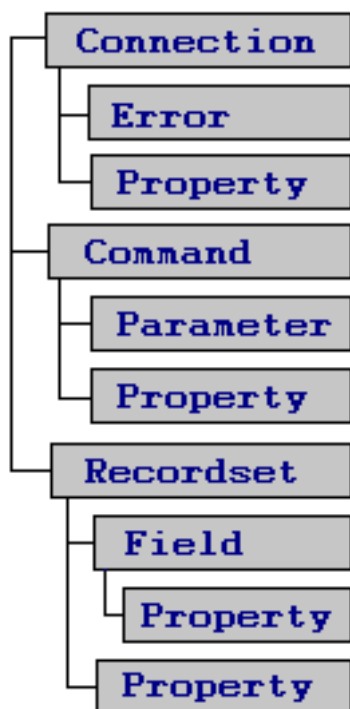 Connection
Error
Property
Command
Parameter
Property
Recordset
Field
Property
Property